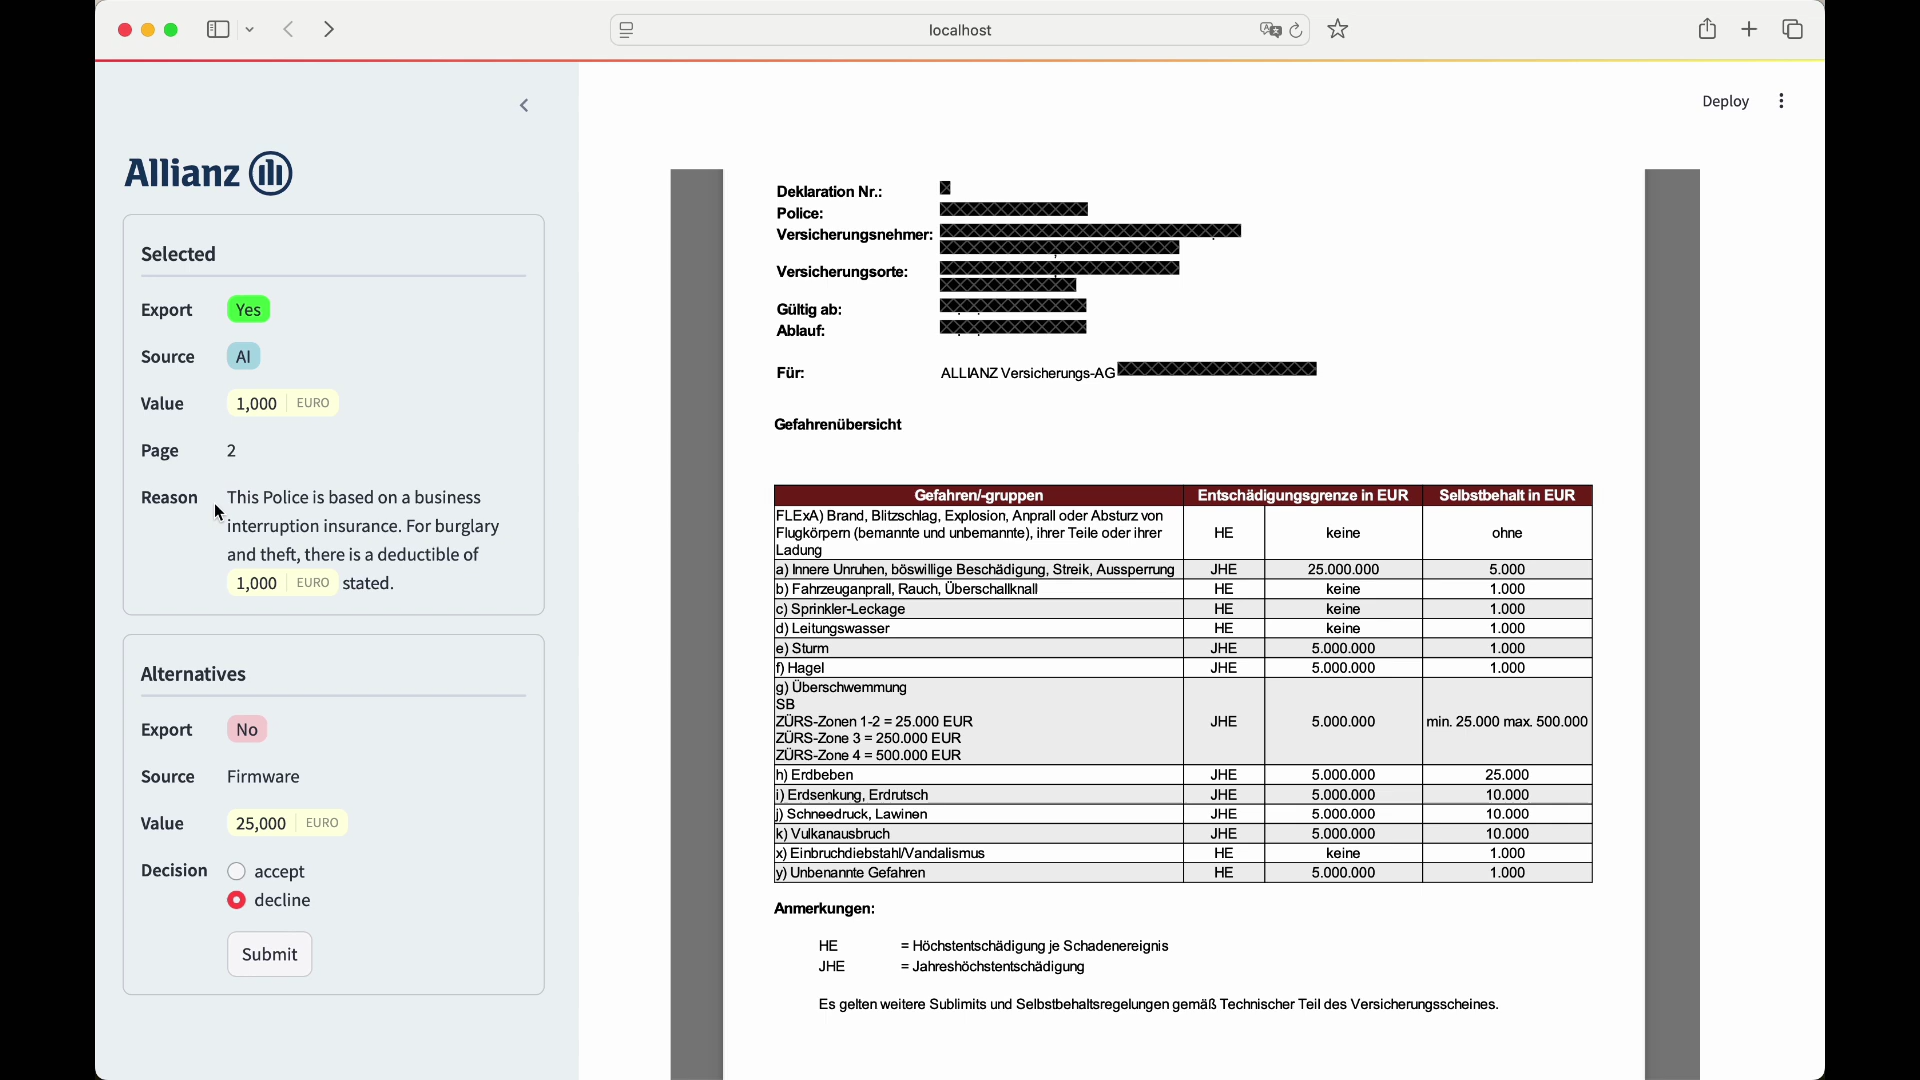 localhost
Deploy
Allianz
Selected
Export Yes
Source AI
Value 1,000 EURO
Page 2
Reason This Police is based on a business
interruption insurance. For burglary
and theft, there is a deductible of
1,000 EURO stated.
Alternatives
Export No
Source Firmware
Value 25,000 EURO
Decision accept
decline
Submit
Deklaration Nr.:
Police:
Versicherungsnehmer:
Versicherungsorte:
Gültig ab:
Ablauf:
Für: ALLIANZ Versicherungs-AG
Gefahrenübersicht
Gefahren/-gruppen Entschädigungsgrenze in EUR Selbstbehalt in EUR
FLExA) Brand, Blitzschlag, Explosion, Anprall oder Absturz von
Flugkörpern (bemannte und unbemannte), ihrer Teile oder ihrer HE keine ohne
Ladung
a) Innere Unruhen, böswillige Beschädigung, Streik, Aussperrung JHE 25.000.000 5.000
b) Fahrzeuganprall, Rauch, Überschallknall HE keine 1.000
c) Sprinkler-Leckage HE keine 1.000
d) Leitungswasser HE keine 1.000
e) Sturm JHE 5.000.000 1.000
f) Hagel JHE 5.000.000 1.000
g) Überschwemmung
SB
ZÜRS-Zonen 1-2 = 25.000 EUR JHE 5.000.000 min. 25.000 max. 500.000
ZÜRS-Zone 3 = 250.000 EUR
ZÜRS-Zone 4 = 500.000 EUR
h) Erdbeben JHE 5.000.000 25.000
i) Erdsenkung, Erdrutsch JHE 5.000.000 10.000
j) Schneedruck, Lawinen JHE 5.000.000 10.000
k) Vulkanausbruch JHE 5.000.000 10.000
x) Einbruchdiebstahl/Vandalismus HE keine 1.000
y) Unbenannte Gefahren HE 5.000.000 1.000
Anmerkungen:
HE = Höchstentschädigung je Schadenereignis
JHE = Jahreshöchstentschädigung
Es gelten weitere Sublimits und Selbstbehaltsregelungen gemäß Technischer Teil des Versicherungsscheines.